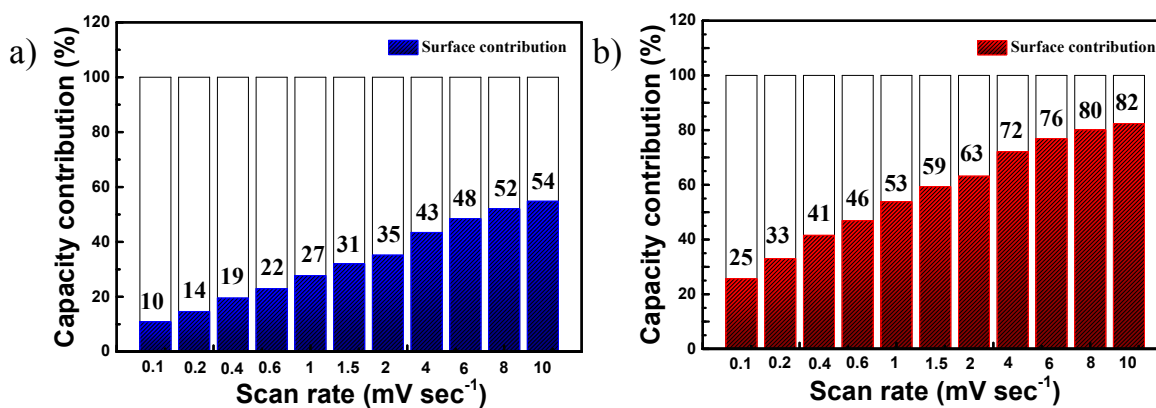 a)
Capacity contribution (%)
120
100
80
60
40
20
0
Surface contribution
10 14 19 22 27 31 35 43 48 52 54
0.1 0.2 0.4 0.6 1 1.5 2 4 6 8 10
Scan rate (mV sec⁻¹)
b)
Capacity contribution (%)
120
100
80
60
40
20
0
Surface contribution
25 33 41 46 53 59 63 72 76 80 82
0.1 0.2 0.4 0.6 1 1.5 2 4 6 8 10
Scan rate (mV sec⁻¹)